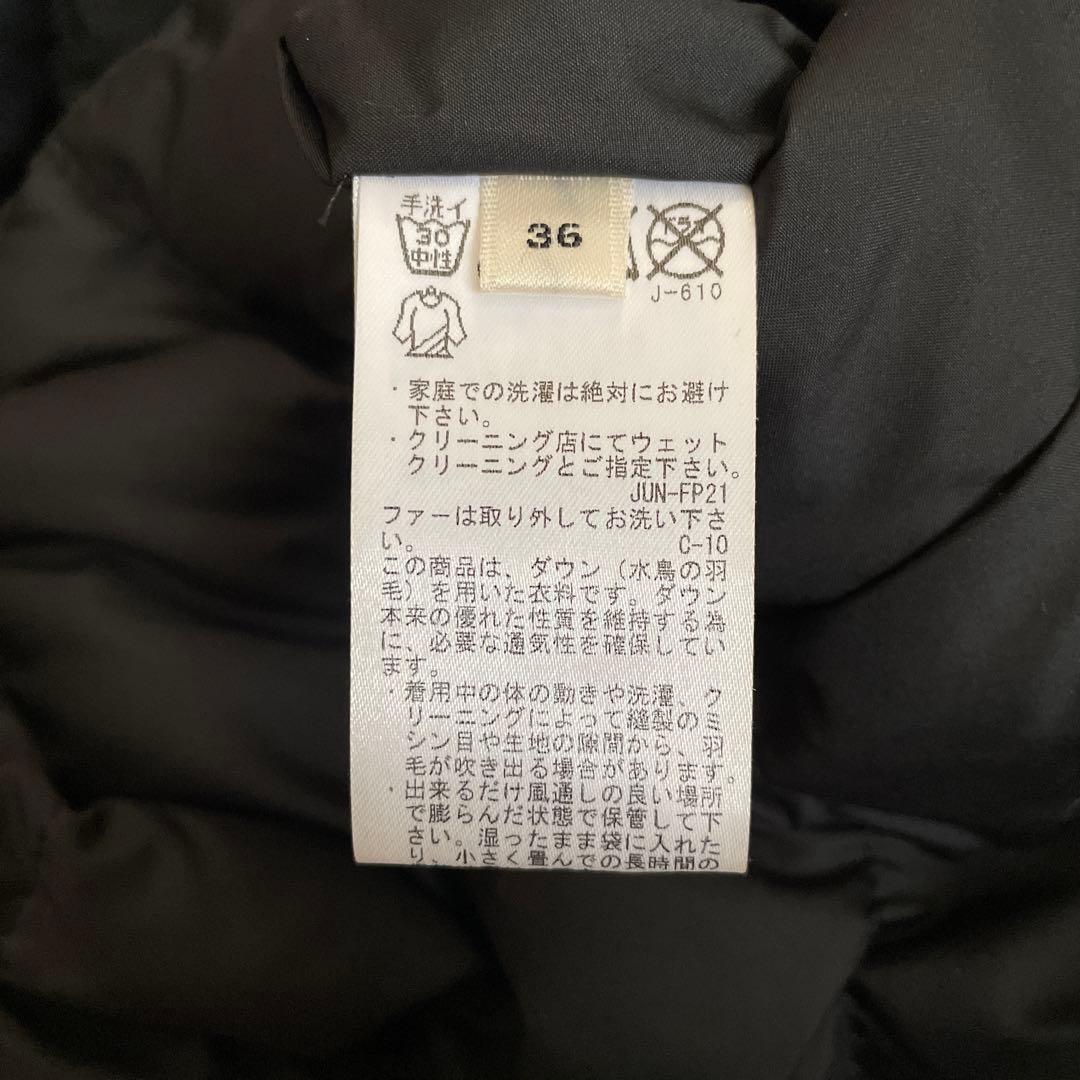 手洗イ
30
中性
36
ドライ
J-610
・家庭での洗濯は絶対にお避け
下さい。
・クリーニング店にてウェット
クリーニングとご指定下さい。
JUN-FP21
ファーは取り外してお洗い下さ
い。 C-10
この商品は、ダウン（水鳥の羽
毛）を用いた衣料です。ダウン
本来の優れた性質を維持する為
に、必要な通気性を確保してい
ます。
・着用中の体の動きや洗濯、ク
リーニングによって縫製のミ
シン目や生地の隙間から、羽
毛が吹き出る場合があります。
・出来るだけ風通しの良い場所
で膨らんだ状態で保管して下
さい。湿ったまま袋に入れた
り、小さく畳んでの長時間の